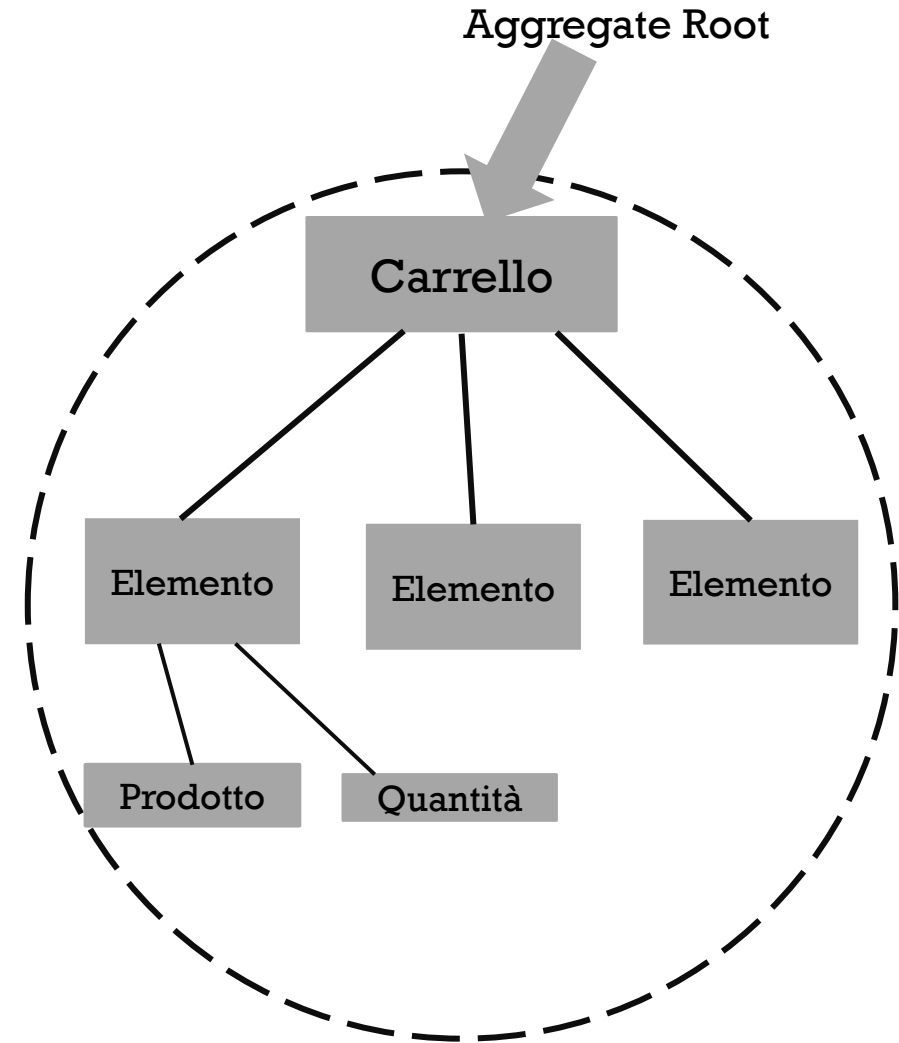 Aggregate Root
Carrello
Elemento
Elemento
Elemento
Prodotto
Quantità